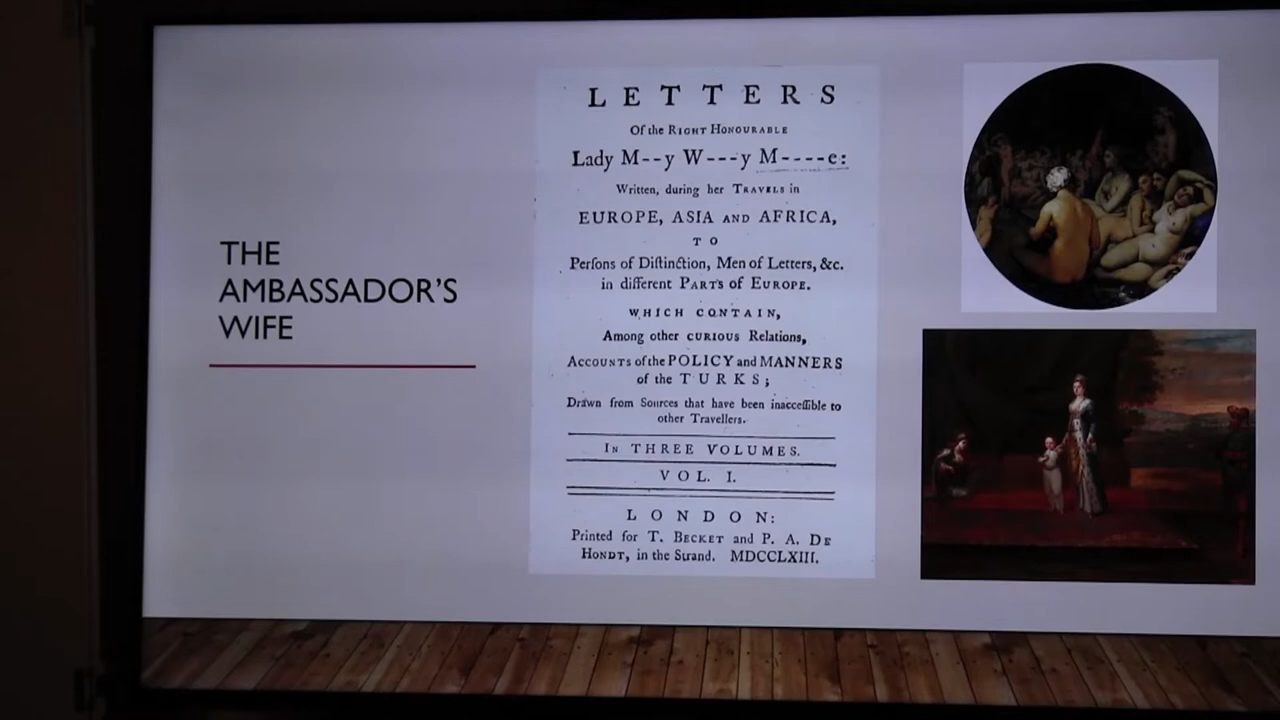 THE
AMBASSADOR'S
WIFE
LETTERS
Of the RIGHT HONOURABLE
Lady M--y W---y M----e:
Written, during her TRAVELS in
EUROPE, ASIA AND AFRICA,
TO
Perſons of Diſtinction, Men of Letters, &c.
in different PARTS of EUROPE.
WHICH CONTAIN,
Among other CURIOUS Relations,
ACCOUNTS of the POLICY and MANNERS
of the TURKS;
Drawn from Sources that have been inacceſſible to
other Travellers.
IN THREE VOLUMES.
VOL. I.
LONDON:
Printed for T. BECKET and P. A. DE
HONDT, in the Strand. MDCCLXIII.